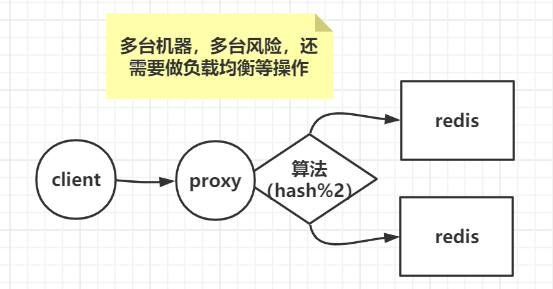 多台机器，多台风险，还
需要做负载均衡等操作
client
proxy
算法
（hash%2）
redis
redis